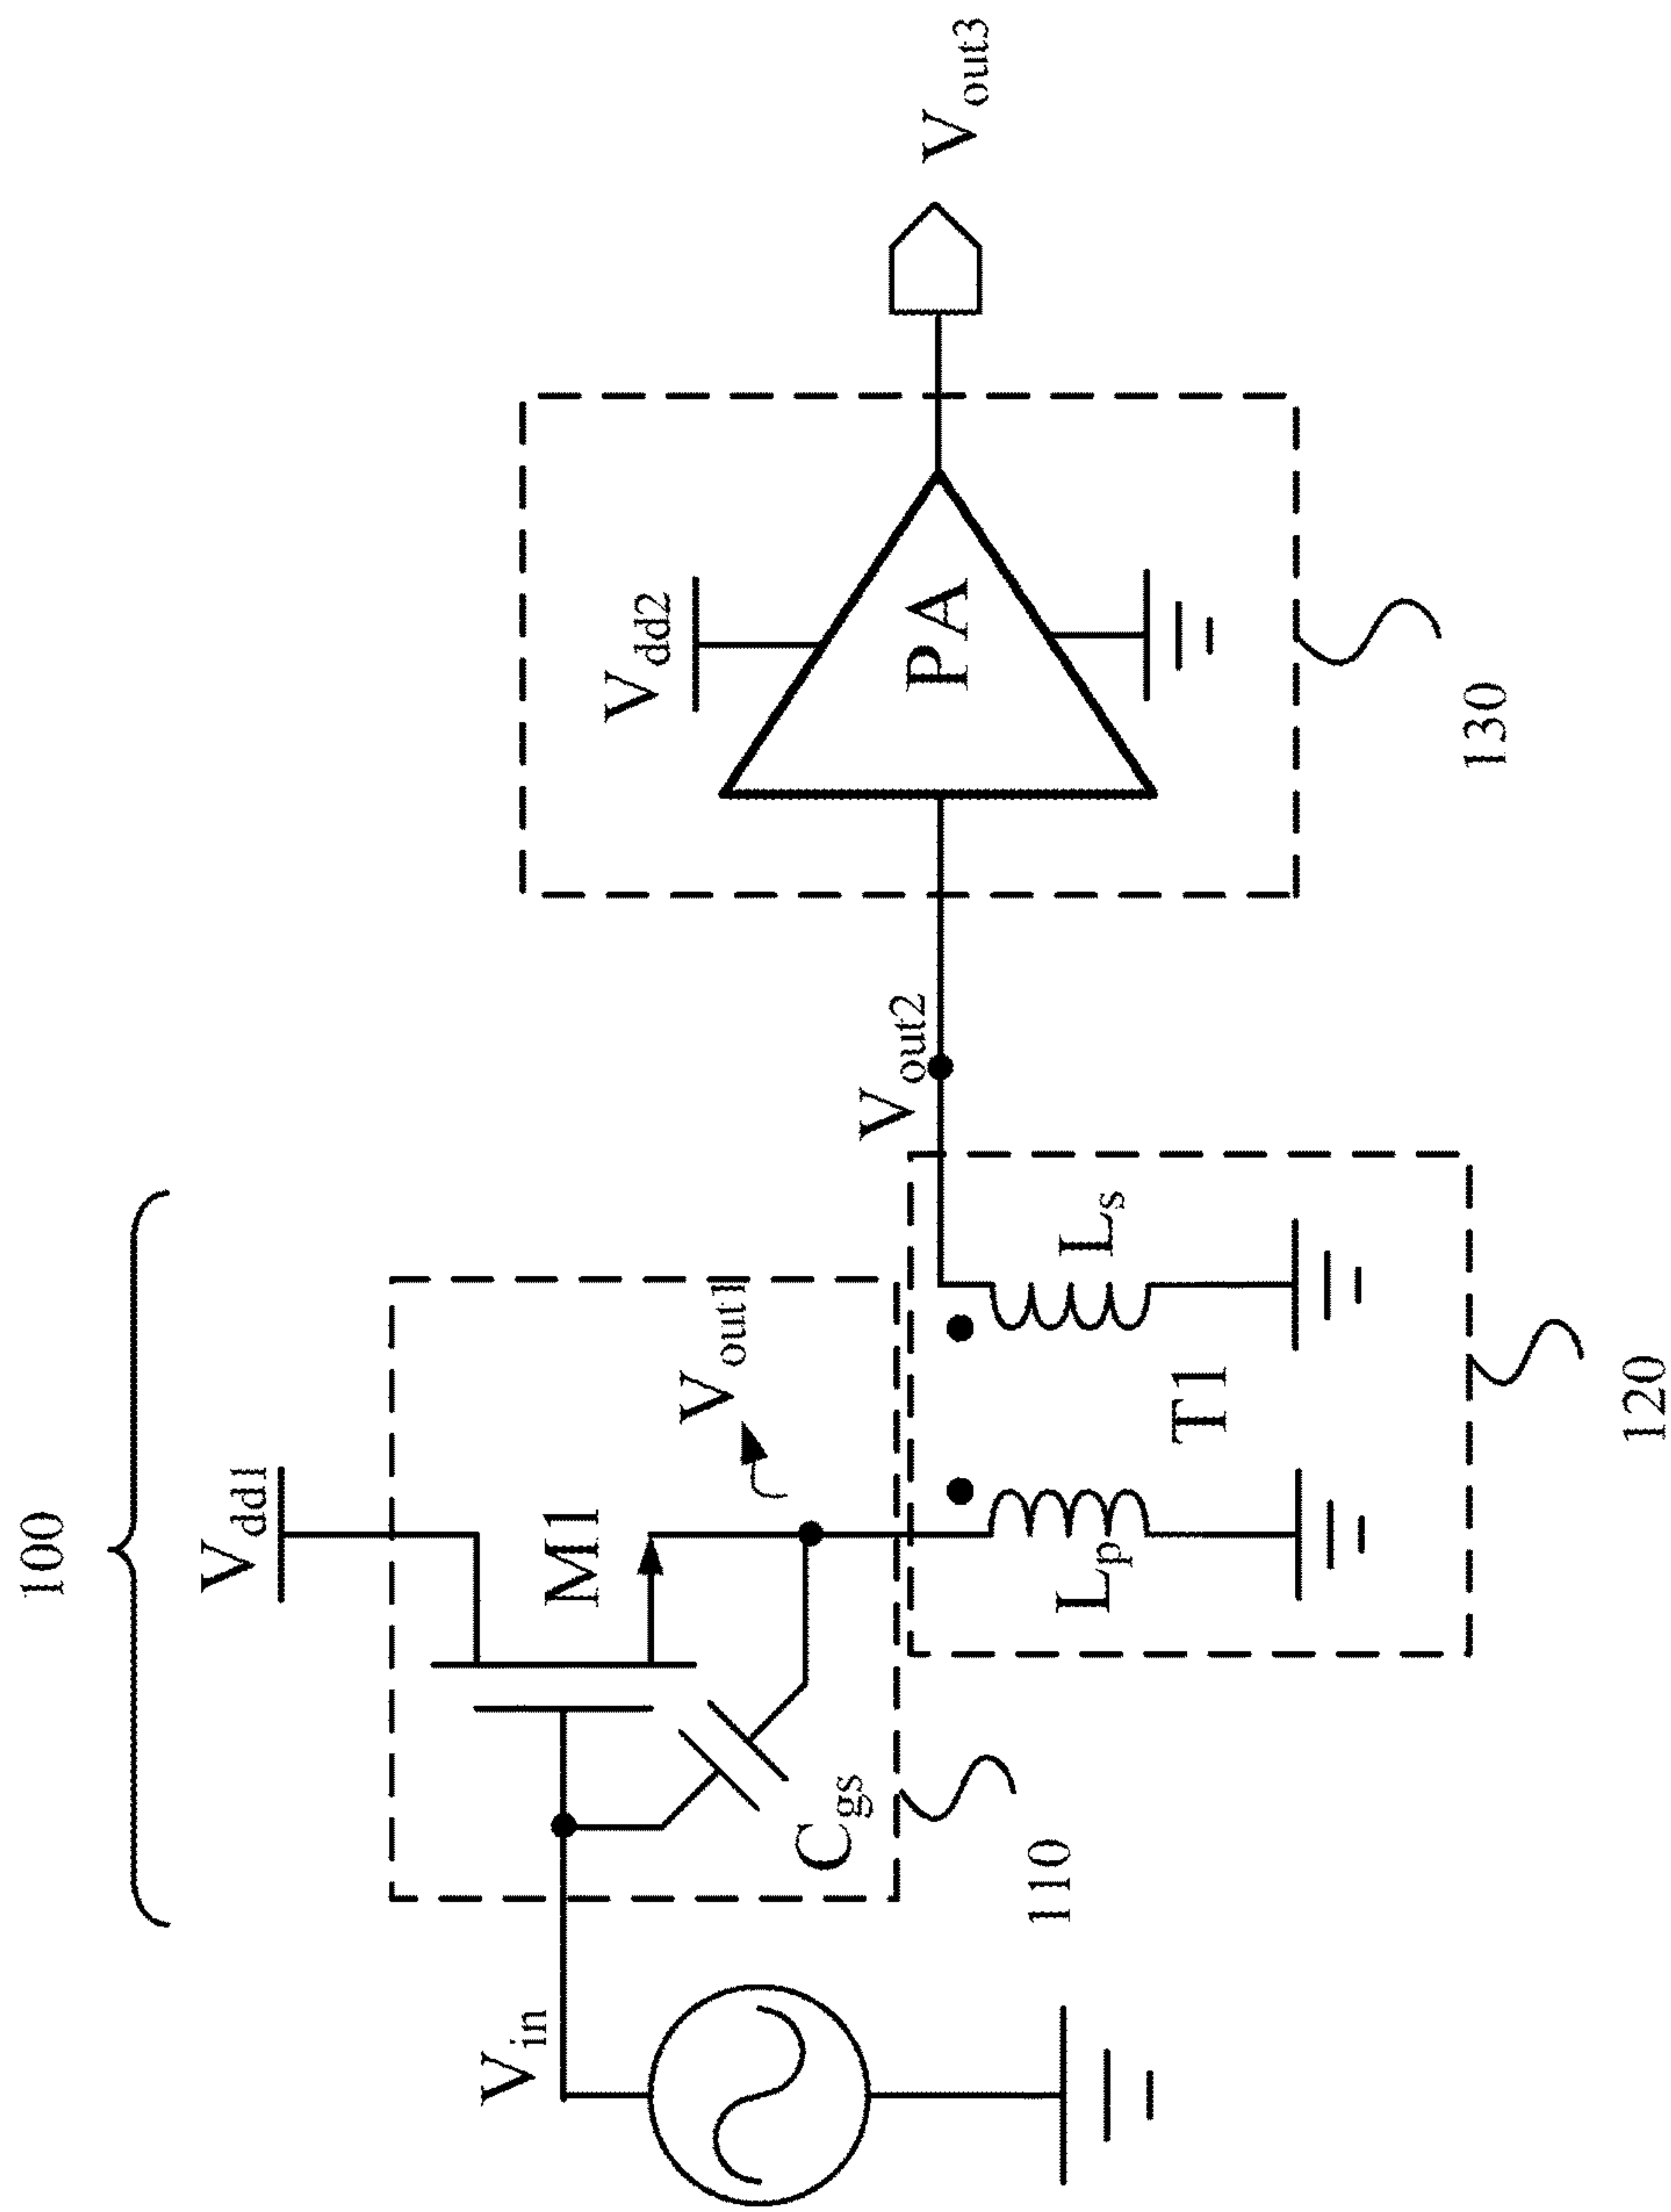 100
Vdd1
Vin
M1
Cgs
Vout1
110
Lp
T1
Ls
120
Vout2
Vdd2
PA
130
Vout3